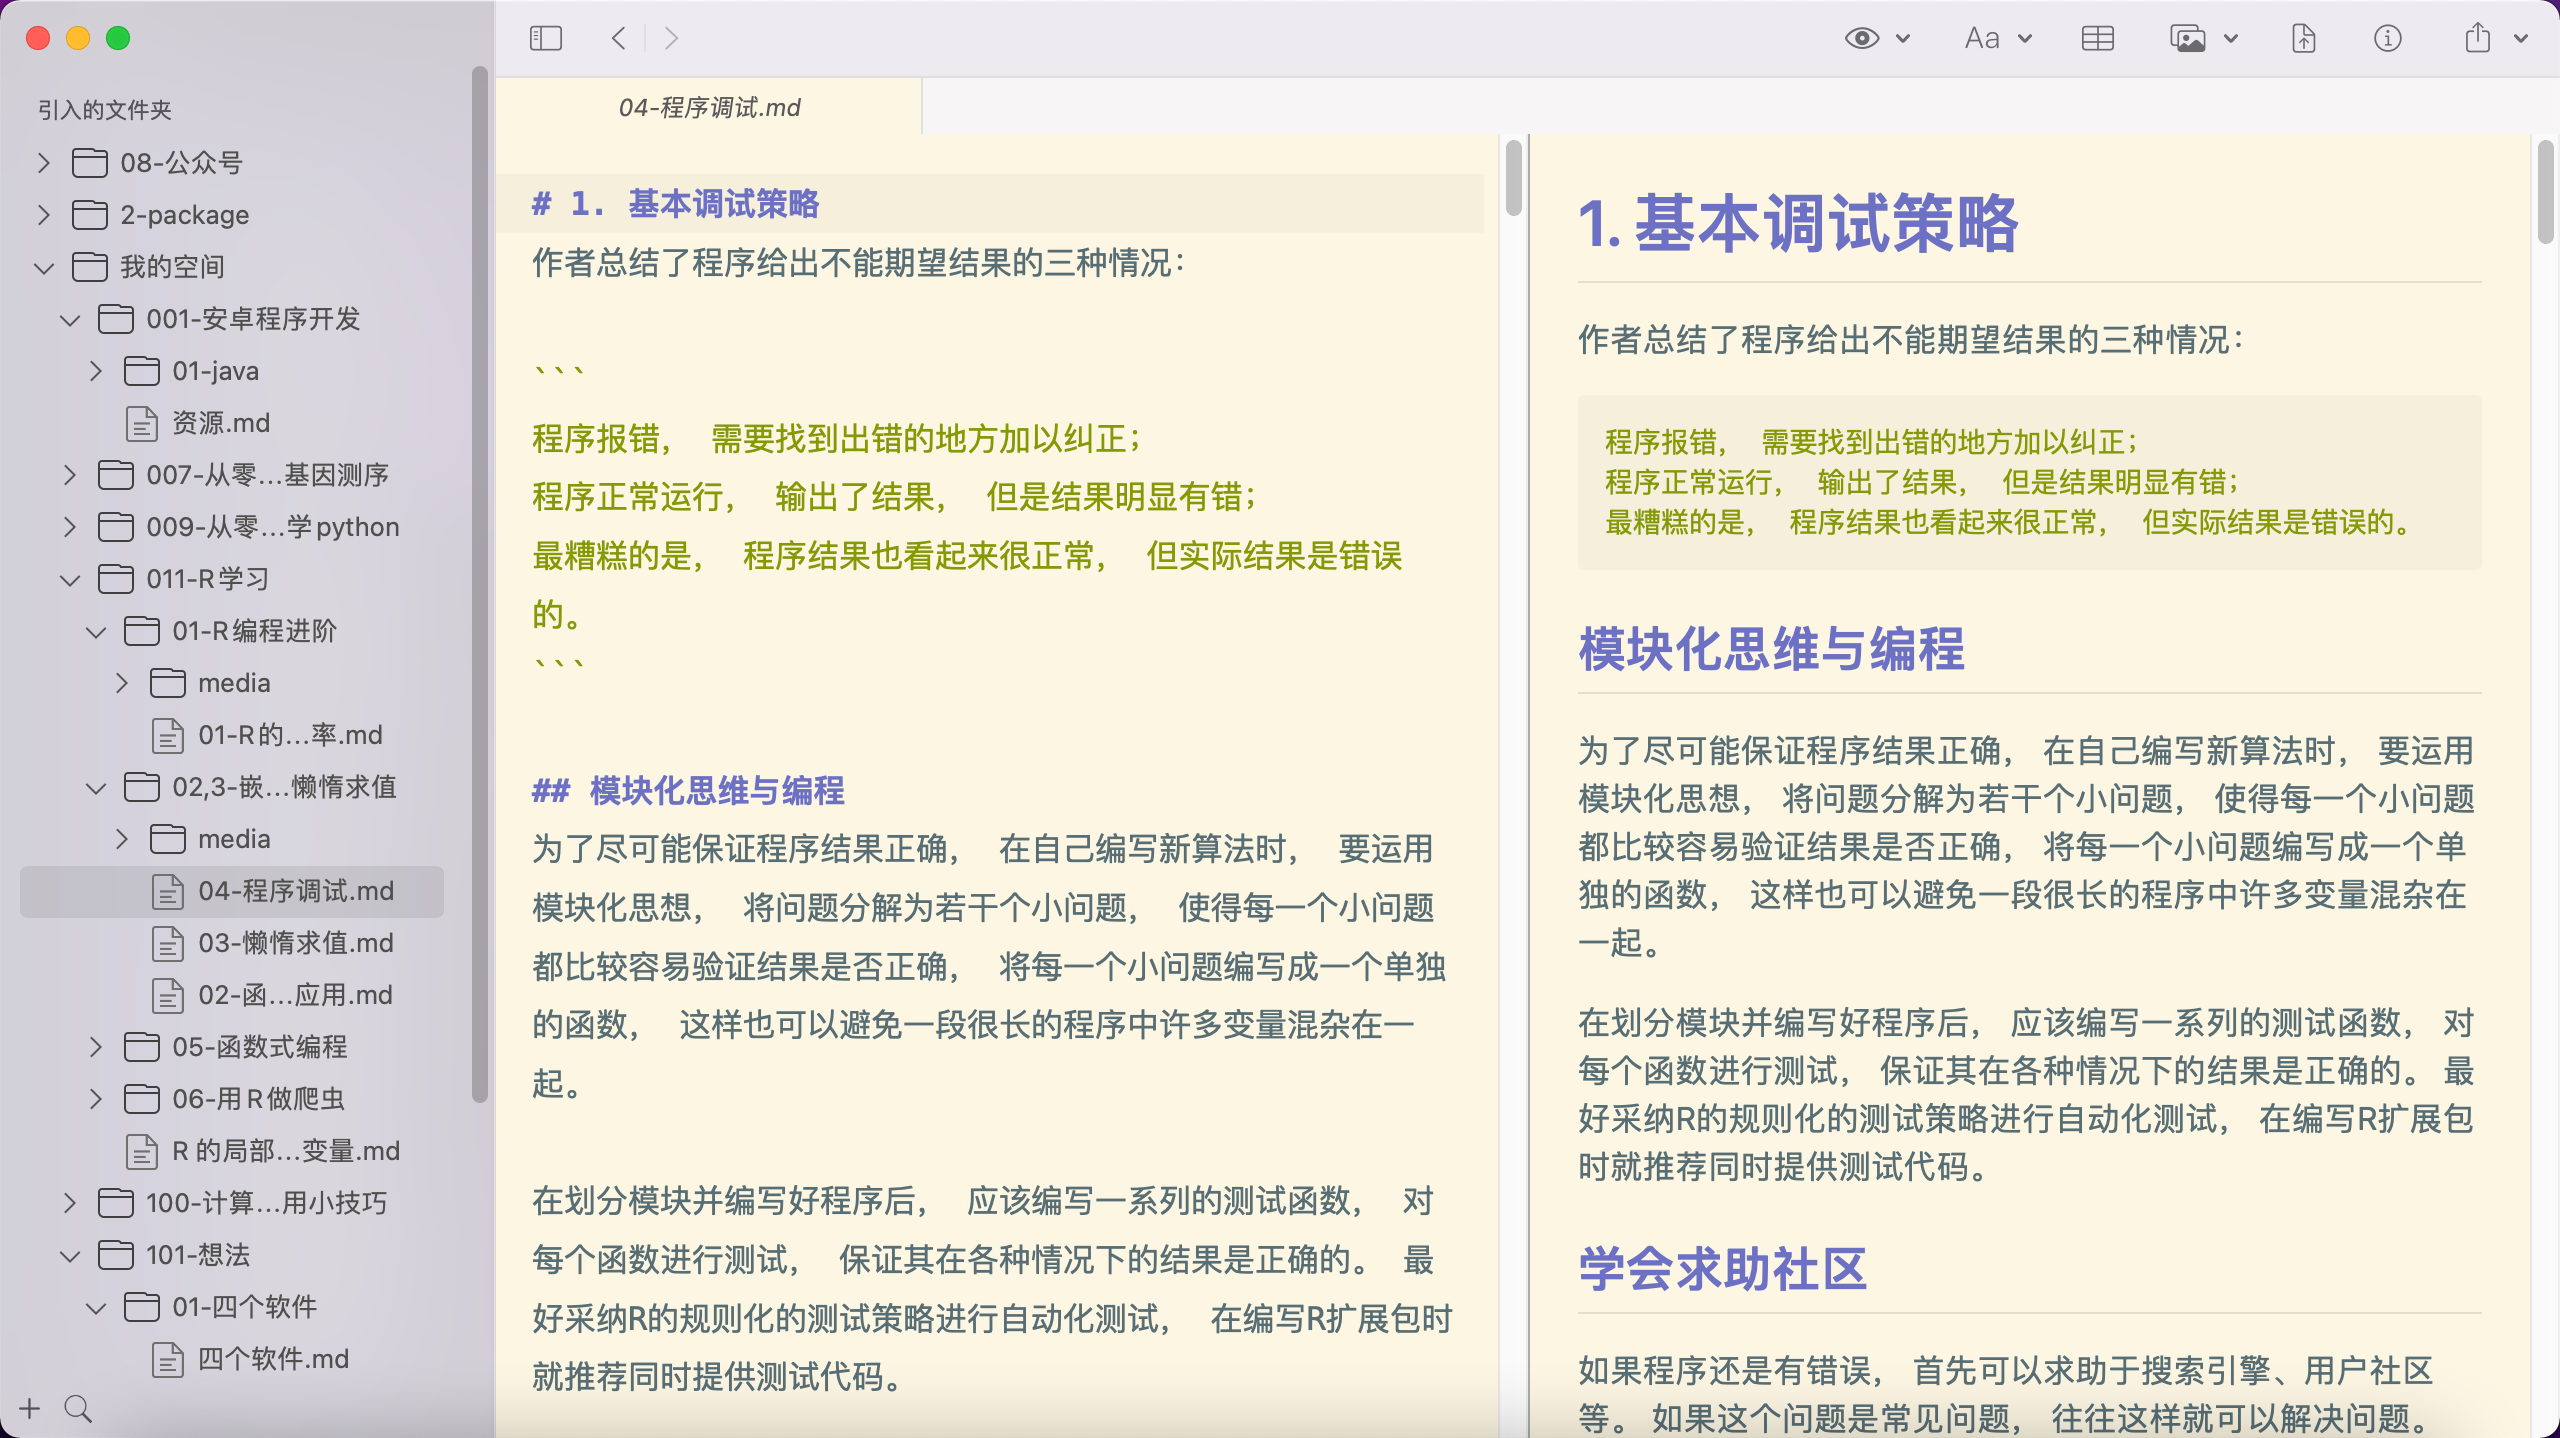 引入的文件夹
08-公众号
2-package
我的空间
001-安卓程序开发
01-java
资源.md
007-从零...基因测序
009-从零...学python
011-R学习
01-R编程进阶
media
01-R的...率.md
02,3-嵌...懒惰求值
media
04-程序调试.md
03-懒惰求值.md
02-函...应用.md
05-函数式编程
06-用R做爬虫
R 的局部...变量.md
100-计算...用小技巧
101-想法
01-四个软件
四个软件.md
Aa
04-程序调试.md
# 1. 基本调试策略
作者总结了程序给出不能期望结果的三种情况：
```
程序报错， 需要找到出错的地方加以纠正；
程序正常运行， 输出了结果， 但是结果明显有错；
最糟糕的是， 程序结果也看起来很正常， 但实际结果是错误
的。
```
## 模块化思维与编程
为了尽可能保证程序结果正确， 在自己编写新算法时， 要运用
模块化思想， 将问题分解为若干个小问题， 使得每一个小问题
都比较容易验证结果是否正确， 将每一个小问题编写成一个单独
的函数， 这样也可以避免一段很长的程序中许多变量混杂在一
起。
在划分模块并编写好程序后， 应该编写一系列的测试函数， 对
每个函数进行测试， 保证其在各种情况下的结果是正确的。 最
好采纳R的规则化的测试策略进行自动化测试， 在编写R扩展包时
就推荐同时提供测试代码。
1. 基本调试策略
作者总结了程序给出不能期望结果的三种情况：
程序报错， 需要找到出错的地方加以纠正；
程序正常运行， 输出了结果， 但是结果明显有错；
最糟糕的是， 程序结果也看起来很正常， 但实际结果是错误的。
模块化思维与编程
为了尽可能保证程序结果正确， 在自己编写新算法时， 要运用
模块化思想， 将问题分解为若干个小问题， 使得每一个小问题
都比较容易验证结果是否正确， 将每一个小问题编写成一个单
独的函数， 这样也可以避免一段很长的程序中许多变量混杂在
一起。
在划分模块并编写好程序后， 应该编写一系列的测试函数， 对
每个函数进行测试， 保证其在各种情况下的结果是正确的。 最
好采纳R的规则化的测试策略进行自动化测试， 在编写R扩展包
时就推荐同时提供测试代码。
学会求助社区
如果程序还是有错误， 首先可以求助于搜索引擎、用户社区
等。 如果这个问题是常见问题， 往往这样就可以解决问题。